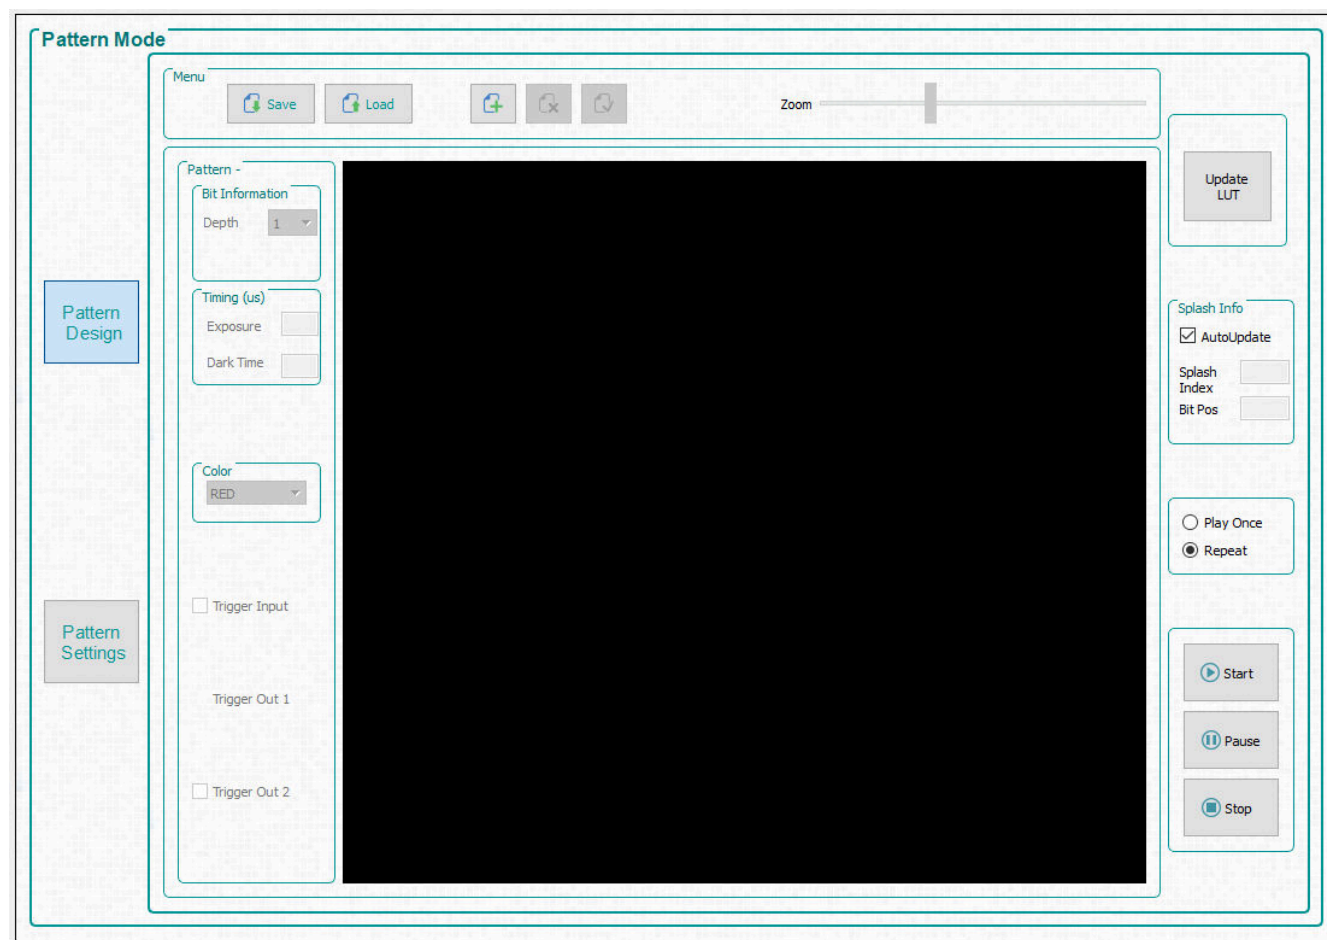 Pattern Mode
Menu
Save
Load
Zoom
Pattern -
Bit Information
Depth 1
Timing (us)
Exposure
Dark Time
Color
RED
Trigger Input
Trigger Out 1
Trigger Out 2
Pattern
Design
Pattern
Settings
Update
LUT
Splash Info
AutoUpdate
Splash
Index
Bit Pos
Play Once
Repeat
Start
Pause
Stop